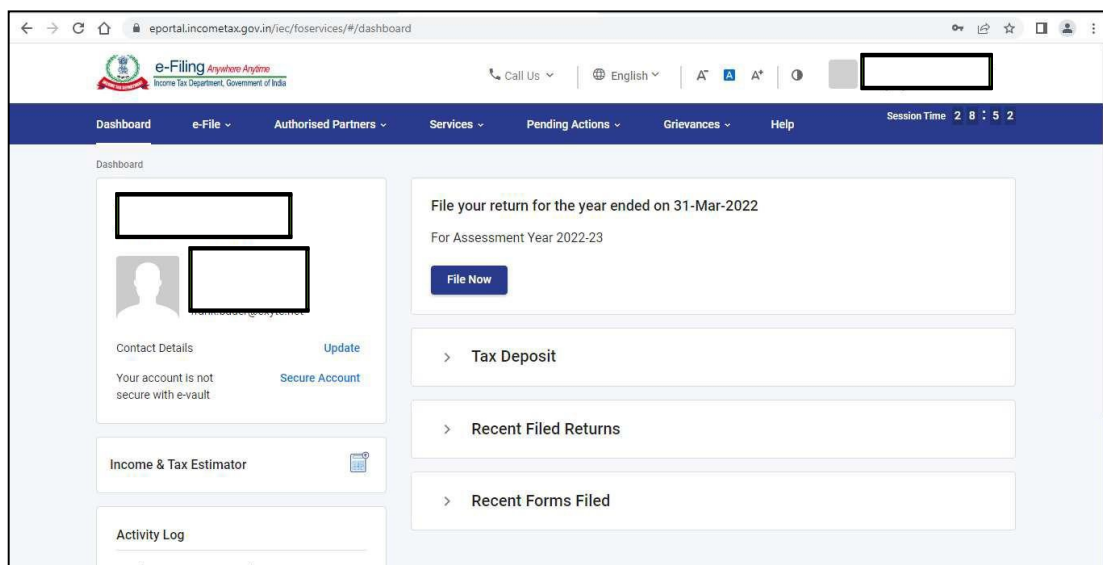 eportal.incometax.gov.in/iec/foservices/#/dashboard
e-Filing Anywhere Anytime
Income Tax Department, Government of India
Call Us
English
A- A A+
Dashboard e-File Authorised Partners Services Pending Actions Grievances Help Session Time 2 8 : 5 2
Dashboard
Contact Details Update
Your account is not
secure with e-vault
Secure Account
Income & Tax Estimator
Activity Log
File your return for the year ended on 31-Mar-2022
For Assessment Year 2022-23
File Now
Tax Deposit
Recent Filed Returns
Recent Forms Filed